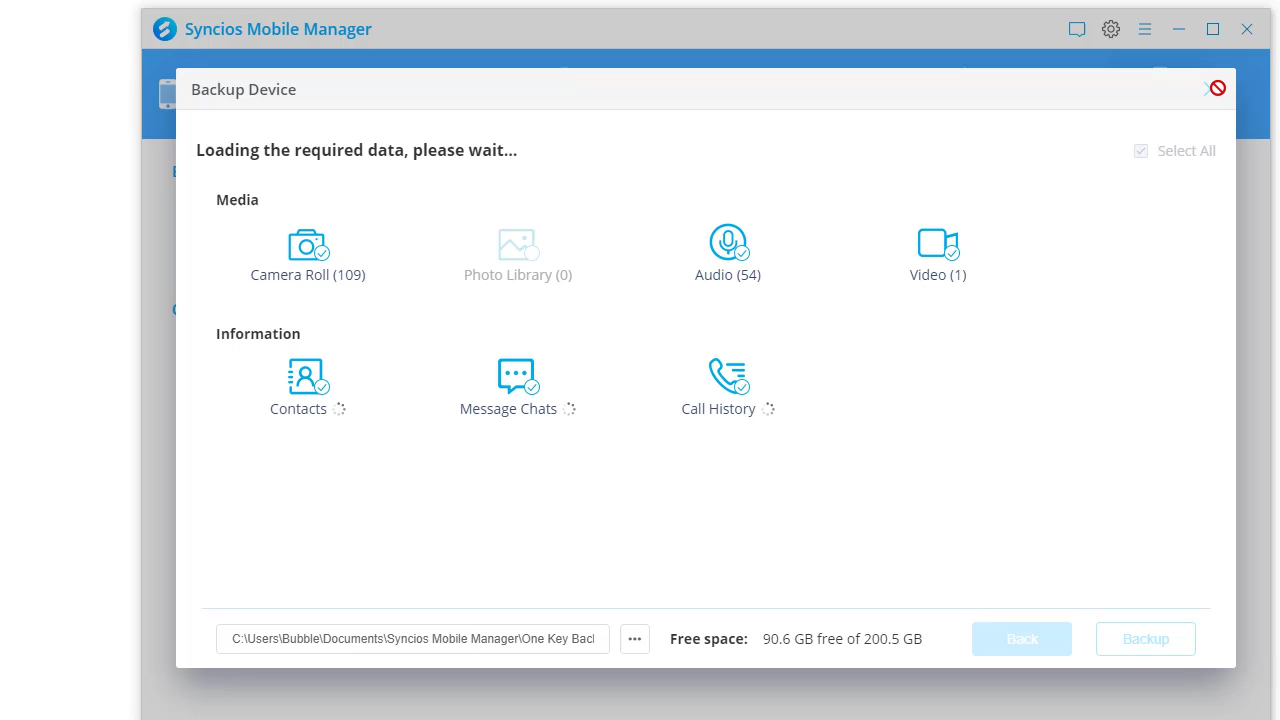 Syncios Mobile Manager
Backup Device
Loading the required data, please wait...
Select All
Media
Camera Roll (109)
Photo Library (0)
Audio (54)
Video (1)
Information
Contacts
Message Chats
Call History
C:\Users\Bubble\Documents\Syncios Mobile Manager\One Key Bac
Free space: 90.6 GB free of 200.5 GB
Back
Backup